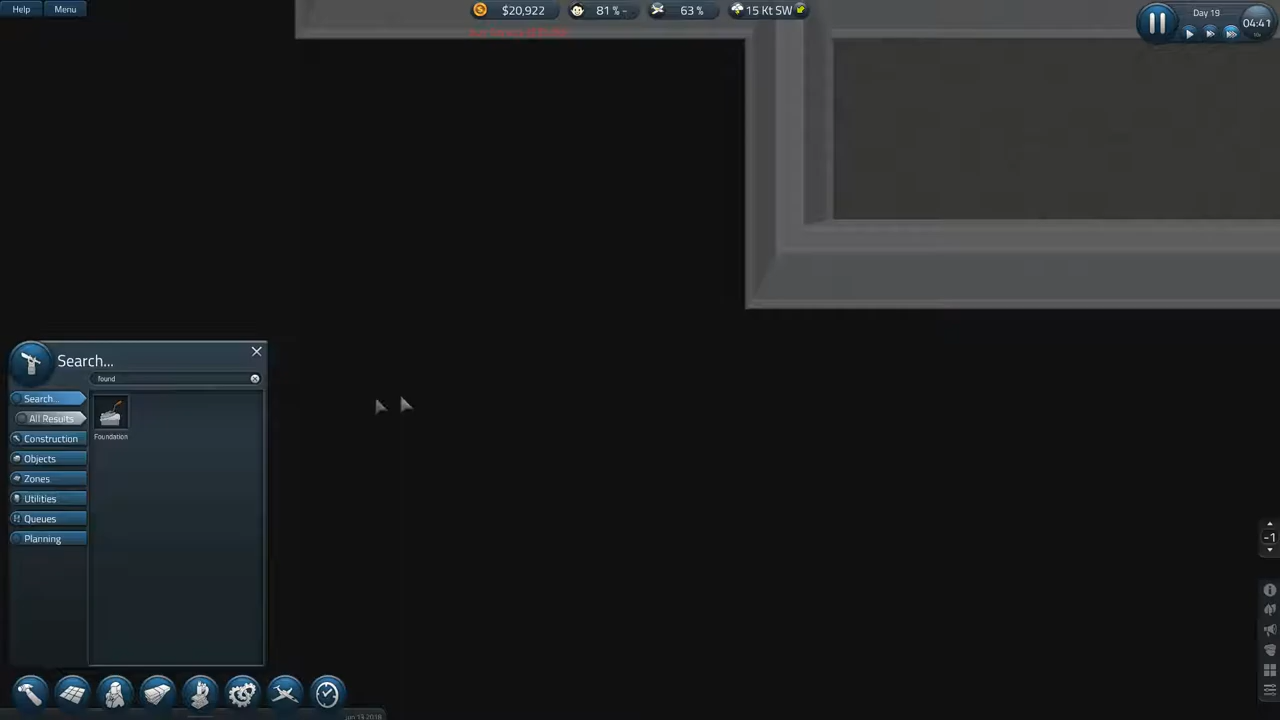 Help Menu $20,922 81 % - 63 % 15 Kt SW Day 19 04:41
Search...
found
Search...
All Results
Foundation
Construction
Objects
Zones
Utilities
Queues
Planning
-1